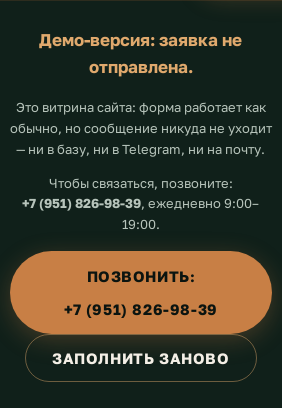 Демо-версия: заявка не
отправлена.
Это витрина сайта: форма работает как
обычно, но сообщение никуда не уходит
— ни в базу, ни в Telegram, ни на почту.
Чтобы связаться, позвоните:
+7 (951) 826-98-39, ежедневно 9:00–
19:00.
ПОЗВОНИТЬ:
+7 (951) 826-98-39
ЗАПОЛНИТЬ ЗАНОВО